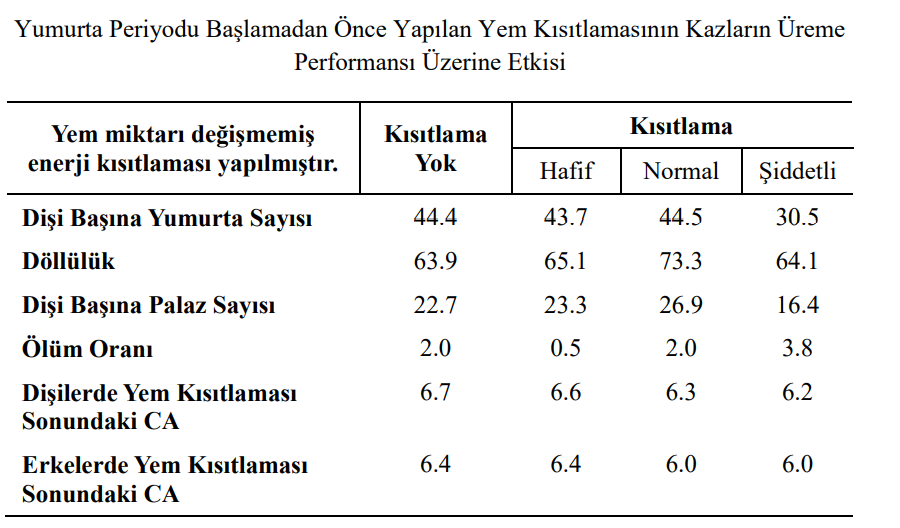 Yumurta Periyodu Başlamadan Önce Yapılan Yem Kısıtlamasının Kazların Üreme
Performansı Üzerine Etkisi
Yem miktarı değişmemiş
enerji kısıtlaması yapılmıştır.
Kısıtlama
Yok
Kısıtlama
Hafif Normal Şiddetli
Dişi Başına Yumurta Sayısı 44.4 43.7 44.5 30.5
Döllülük 63.9 65.1 73.3 64.1
Dişi Başına Palaz Sayısı 22.7 23.3 26.9 16.4
Ölüm Oranı 2.0 0.5 2.0 3.8
Dişilerde Yem Kısıtlaması 6.7 6.6 6.3 6.2
Sonundaki CA
Erkelerde Yem Kısıtlaması 6.4 6.4 6.0 6.0
Sonundaki CA